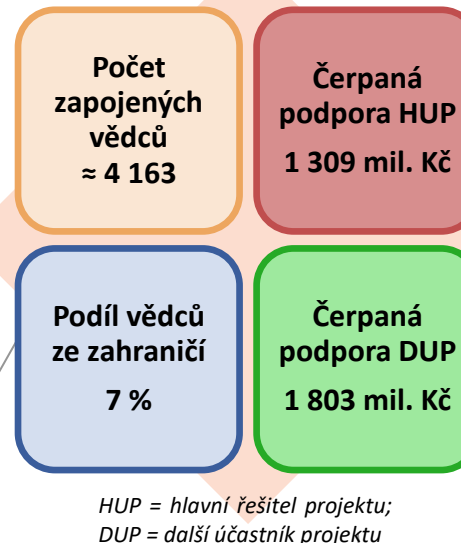 Počet
zapojených
vědců
≈ 4 163
Čerpaná
podpora HUP
1 309 mil. Kč
Podíl vědců
ze zahraničí
7 %
Čerpaná
podpora DUP
1 803 mil. Kč
HUP = hlavní řešitel projektu;
DUP = další účastník projektu